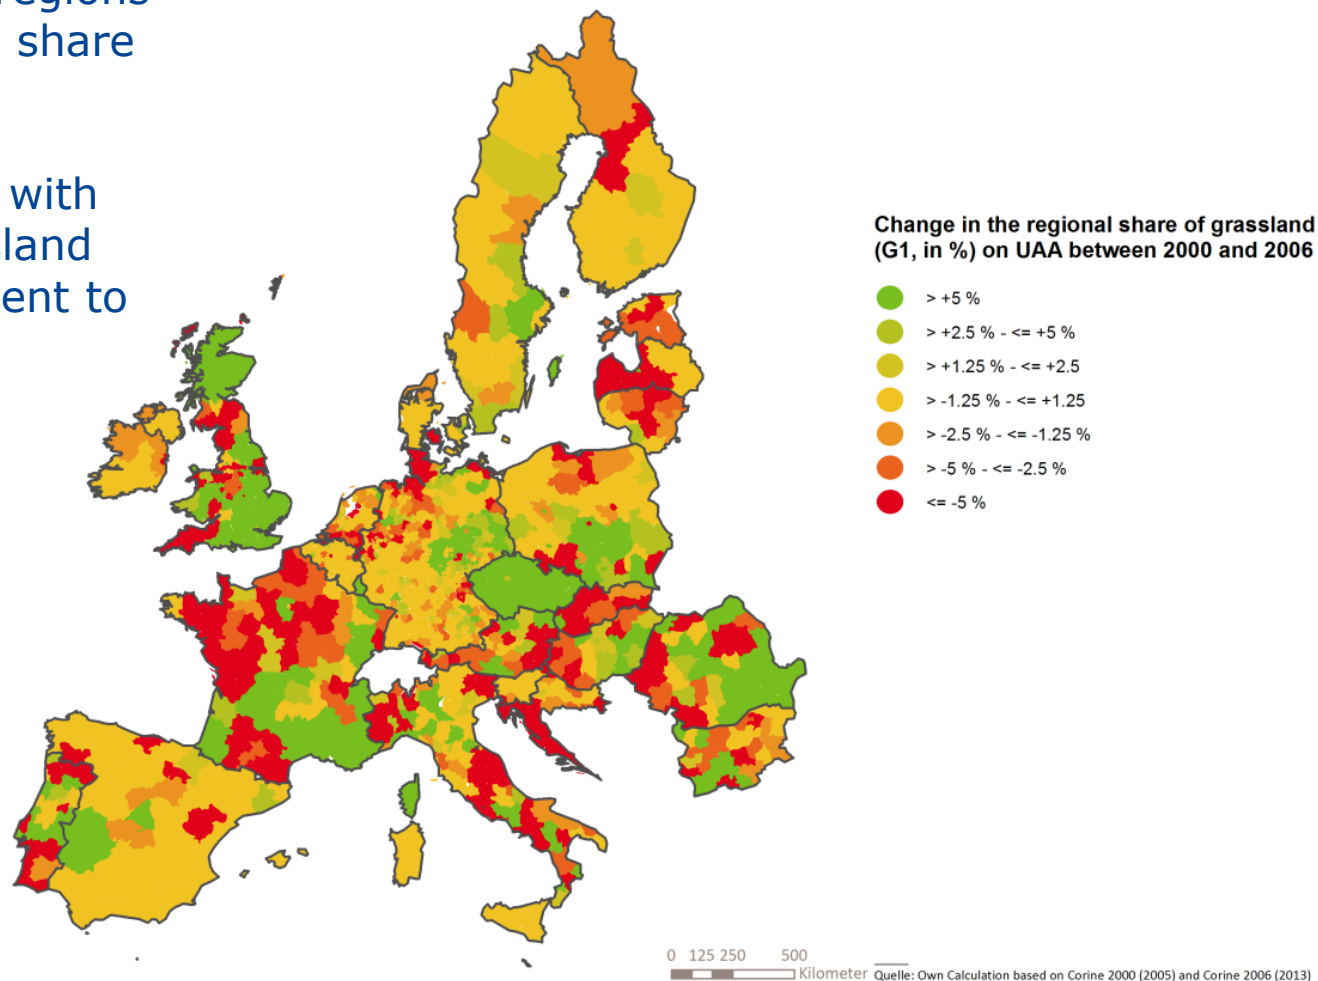 regions
share
with
sland
ent to
Change in the regional share of grassland
(G1, in %) on UAA between 2000 and 2006
> +5 %
> +2.5 % - <= +5 %
> +1.25 % - <= +2.5
> -1.25 % - <= +1.25
> -2.5 % - <= -1.25 %
> -5 % - <= -2.5 %
<= -5 %
0 125 250 500
Kilometer
Quelle: Own Calculation based on Corine 2000 (2005) and Corine 2006 (2013)